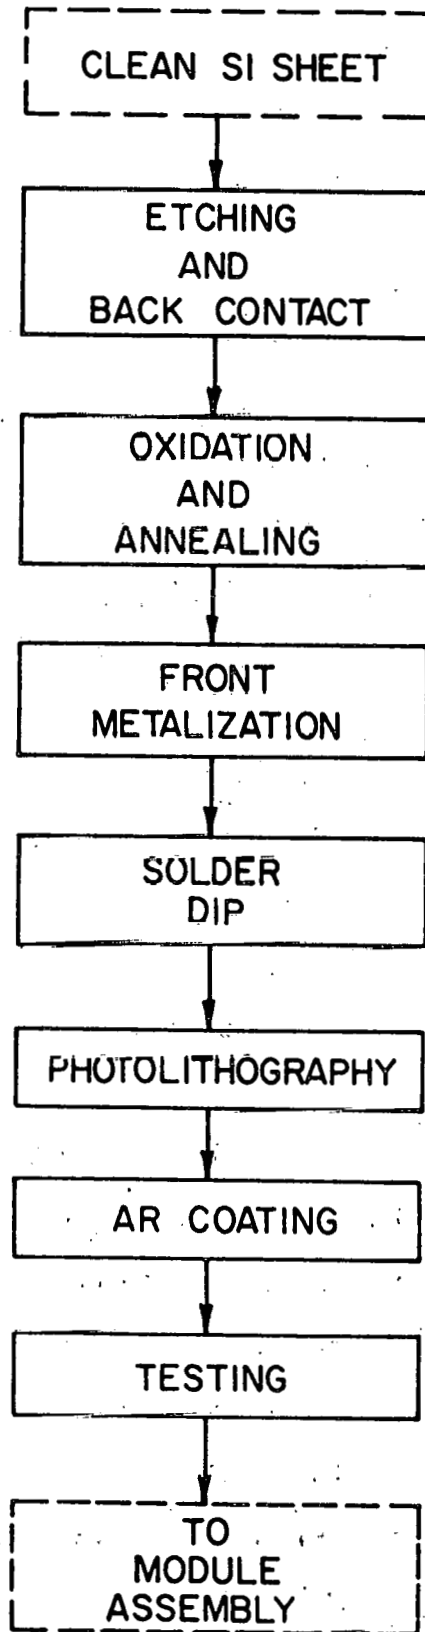 CLEAN SI SHEET
ETCHING
AND
BACK CONTACT
OXIDATION
AND
ANNEALING
FRONT
METALIZATION
SOLDER
DIP
PHOTOLITHOGRAPHY
AR COATING
TESTING
TO
MODULE
ASSEMBLY